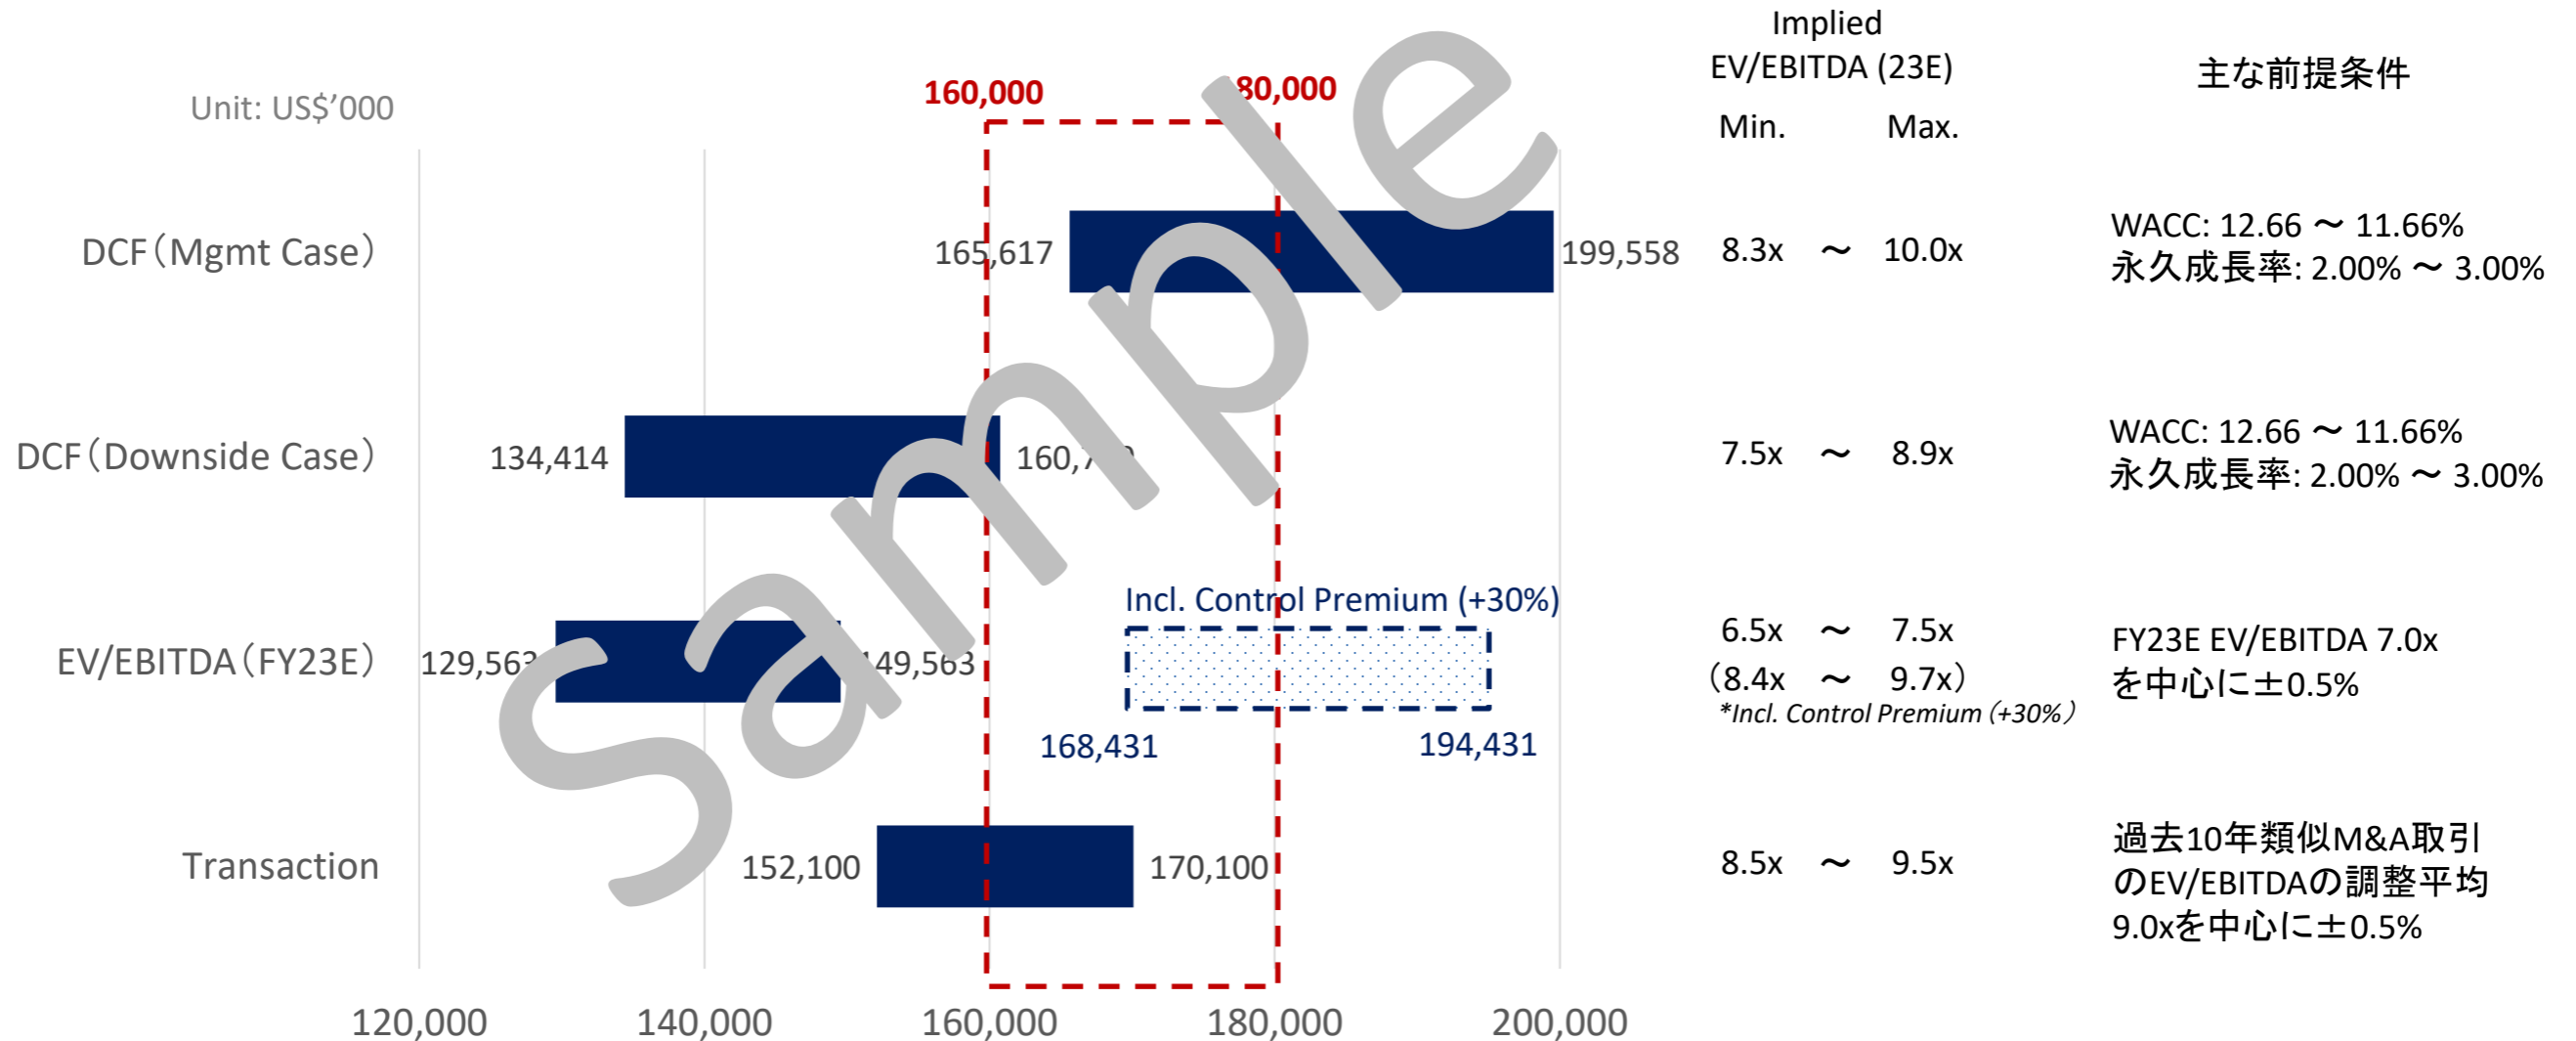 Unit: US$'000
160,000
80,000
Implied
EV/EBITDA (23E)
Min. Max.
主な前提条件
DCF（Mgmt Case）
165,617
199,558
8.3x ～ 10.0x
WACC: 12.66 ～ 11.66%
永久成長率: 2.00% ～ 3.00%
DCF（Downside Case）
134,414
7.5x ～ 8.9x
WACC: 12.66 ～ 11.66%
永久成長率: 2.00% ～ 3.00%
Incl. Control Premium (+30%)
EV/EBITDA（FY23E）
129,563
149,563
168,431
194,431
6.5x ～ 7.5x
（8.4x ～ 9.7x）
*Incl. Control Premium（+30%）
FY23E EV/EBITDA 7.0x
を中心に±0.5%
Transaction
152,100
170,100
8.5x ～ 9.5x
過去10年類似M&A取引
のEV/EBITDAの調整平均
9.0xを中心に±0.5%
120,000
140,000
160,000
180,000
200,000
Sample